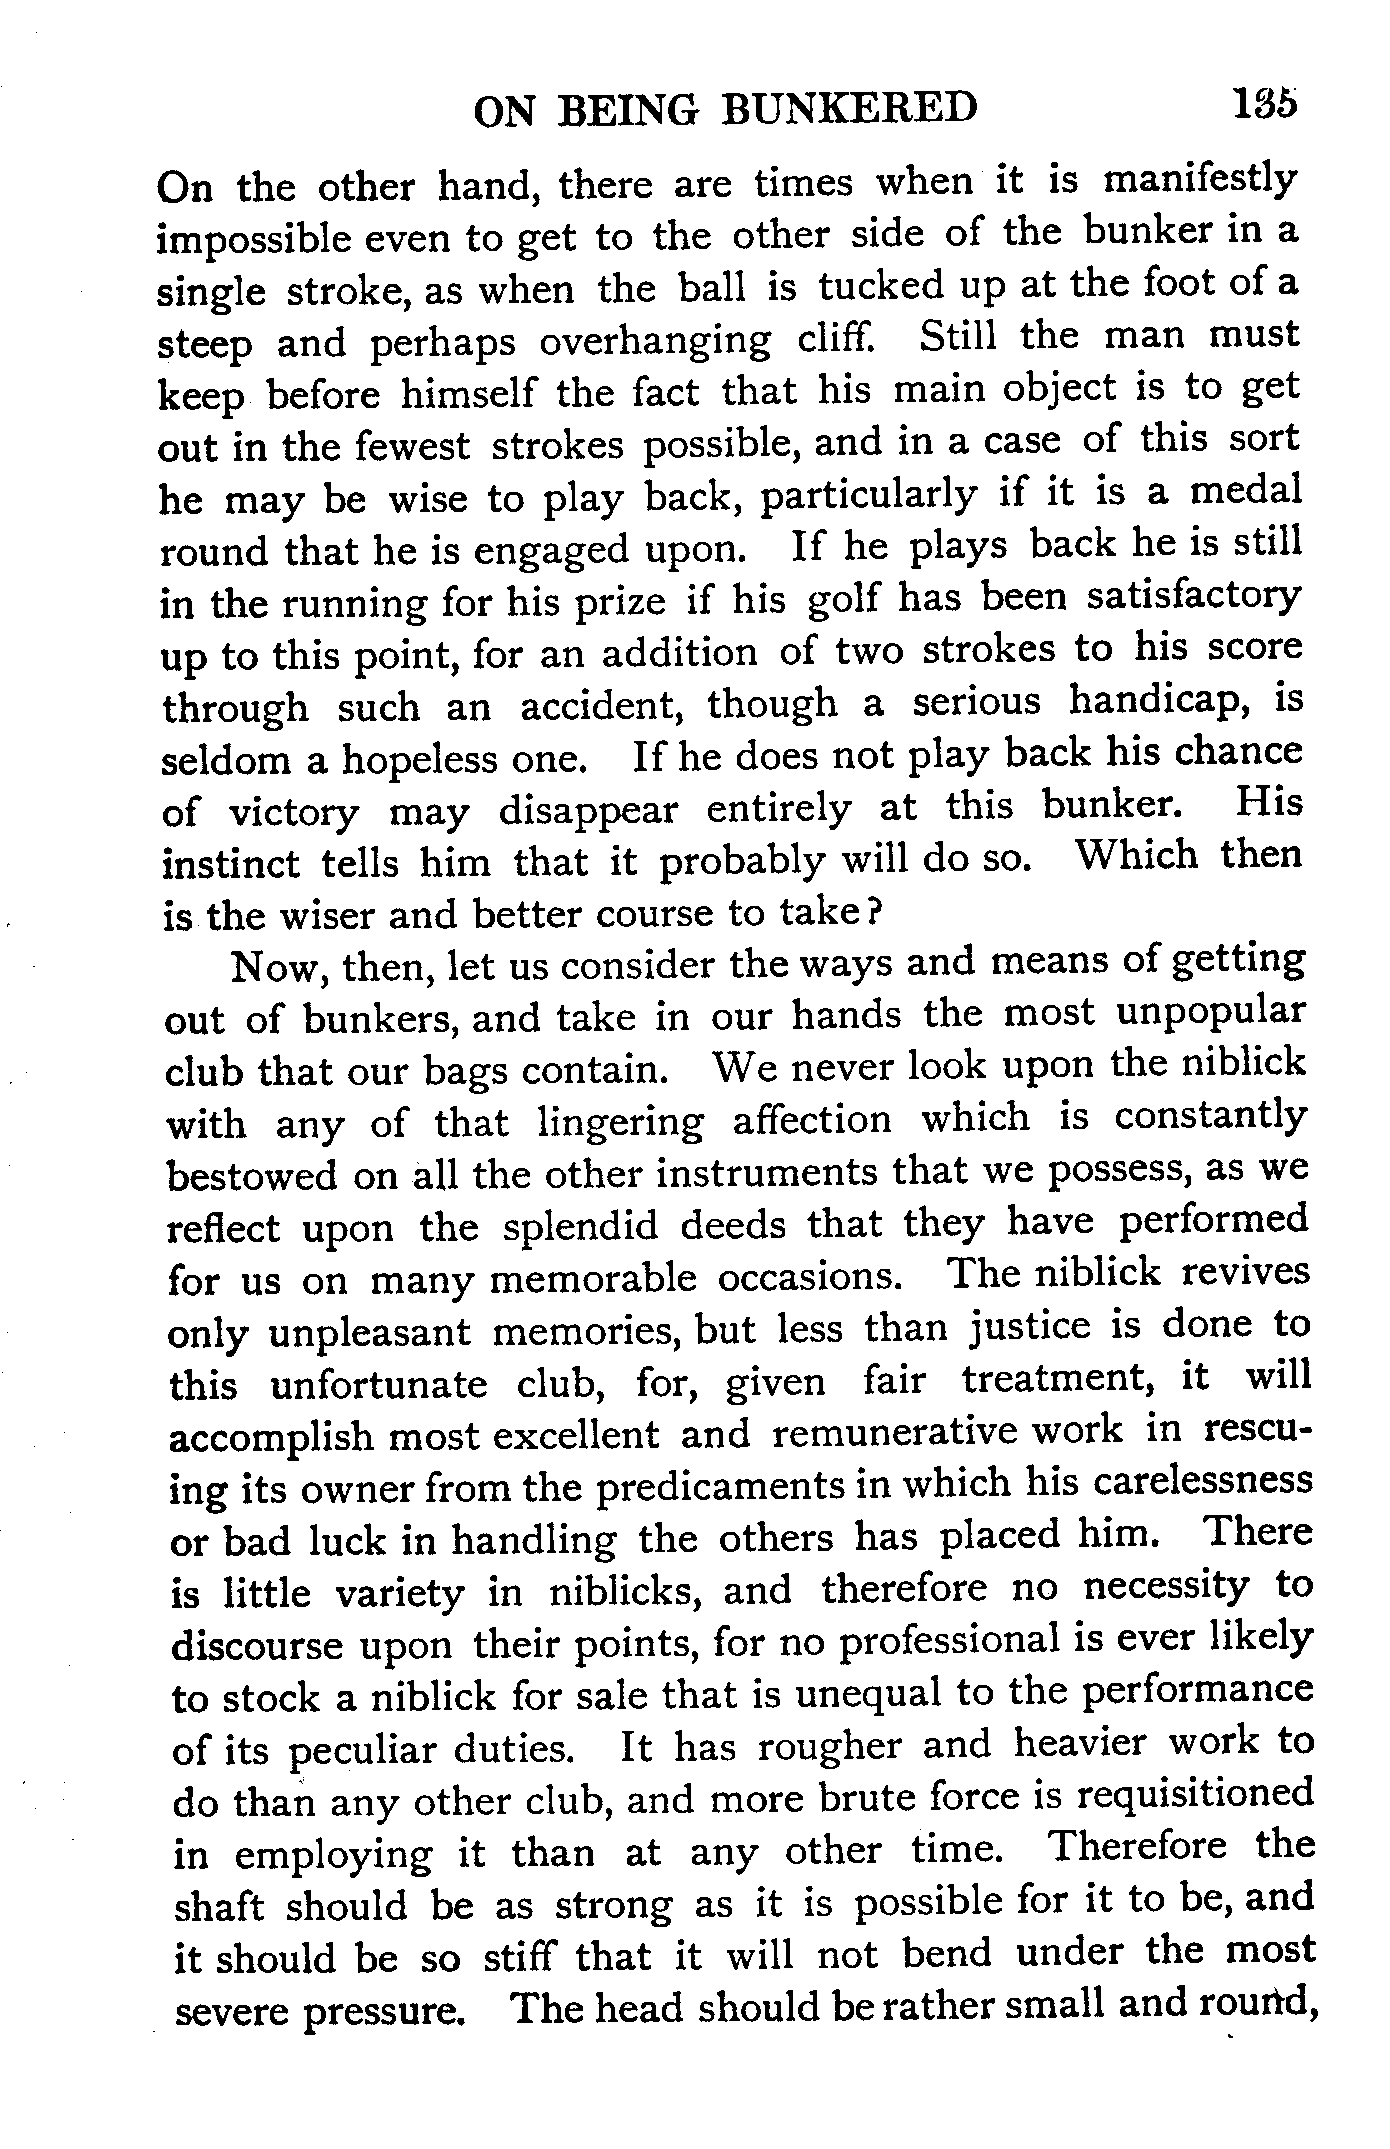 ON BEING BUNKERED 135
On the other hand, there are times when it is manifestly
impossible even to get to the other side of the bunker in a
single stroke, as when the ball is tucked up at the foot of a
steep and perhaps overhanging cliff. Still the man must
keep before himself the fact that his main object is to get
out in the fewest strokes possible, and in a case of this sort
he may be wise to play back, particularly if it is a medal
round that he is engaged upon. If he plays back he is still
in the running for his prize if his golf has been satisfactory
up to this point, for an addition of two strokes to his score
through such an accident, though a serious handicap, is
seldom a hopeless one. If he does not play back his chance
of victory may disappear entirely at this bunker. His
instinct tells him that it probably will do so. Which then
is the wiser and better course to take?
Now, then, let us consider the ways and means of getting
out of bunkers, and take in our hands the most unpopular
club that our bags contain. We never look upon the niblick
with any of that lingering affection which is constantly
bestowed on all the other instruments that we possess, as we
reflect upon the splendid deeds that they have performed
for us on many memorable occasions. The niblick revives
only unpleasant memories, but less than justice is done to
this unfortunate club, for, given fair treatment, it will
accomplish most excellent and remunerative work in rescu-
ing its owner from the predicaments in which his carelessness
or bad luck in handling the others has placed him. There
is little variety in niblicks, and therefore no necessity to
discourse upon their points, for no professional is ever likely
to stock a niblick for sale that is unequal to the performance
of its peculiar duties. It has rougher and heavier work to
do than any other club, and more brute force is requisitioned
in employing it than at any other time. Therefore the
shaft should be as strong as it is possible for it to be, and
it should be so stiff that it will not bend under the most
severe pressure. The head should be rather small and round,